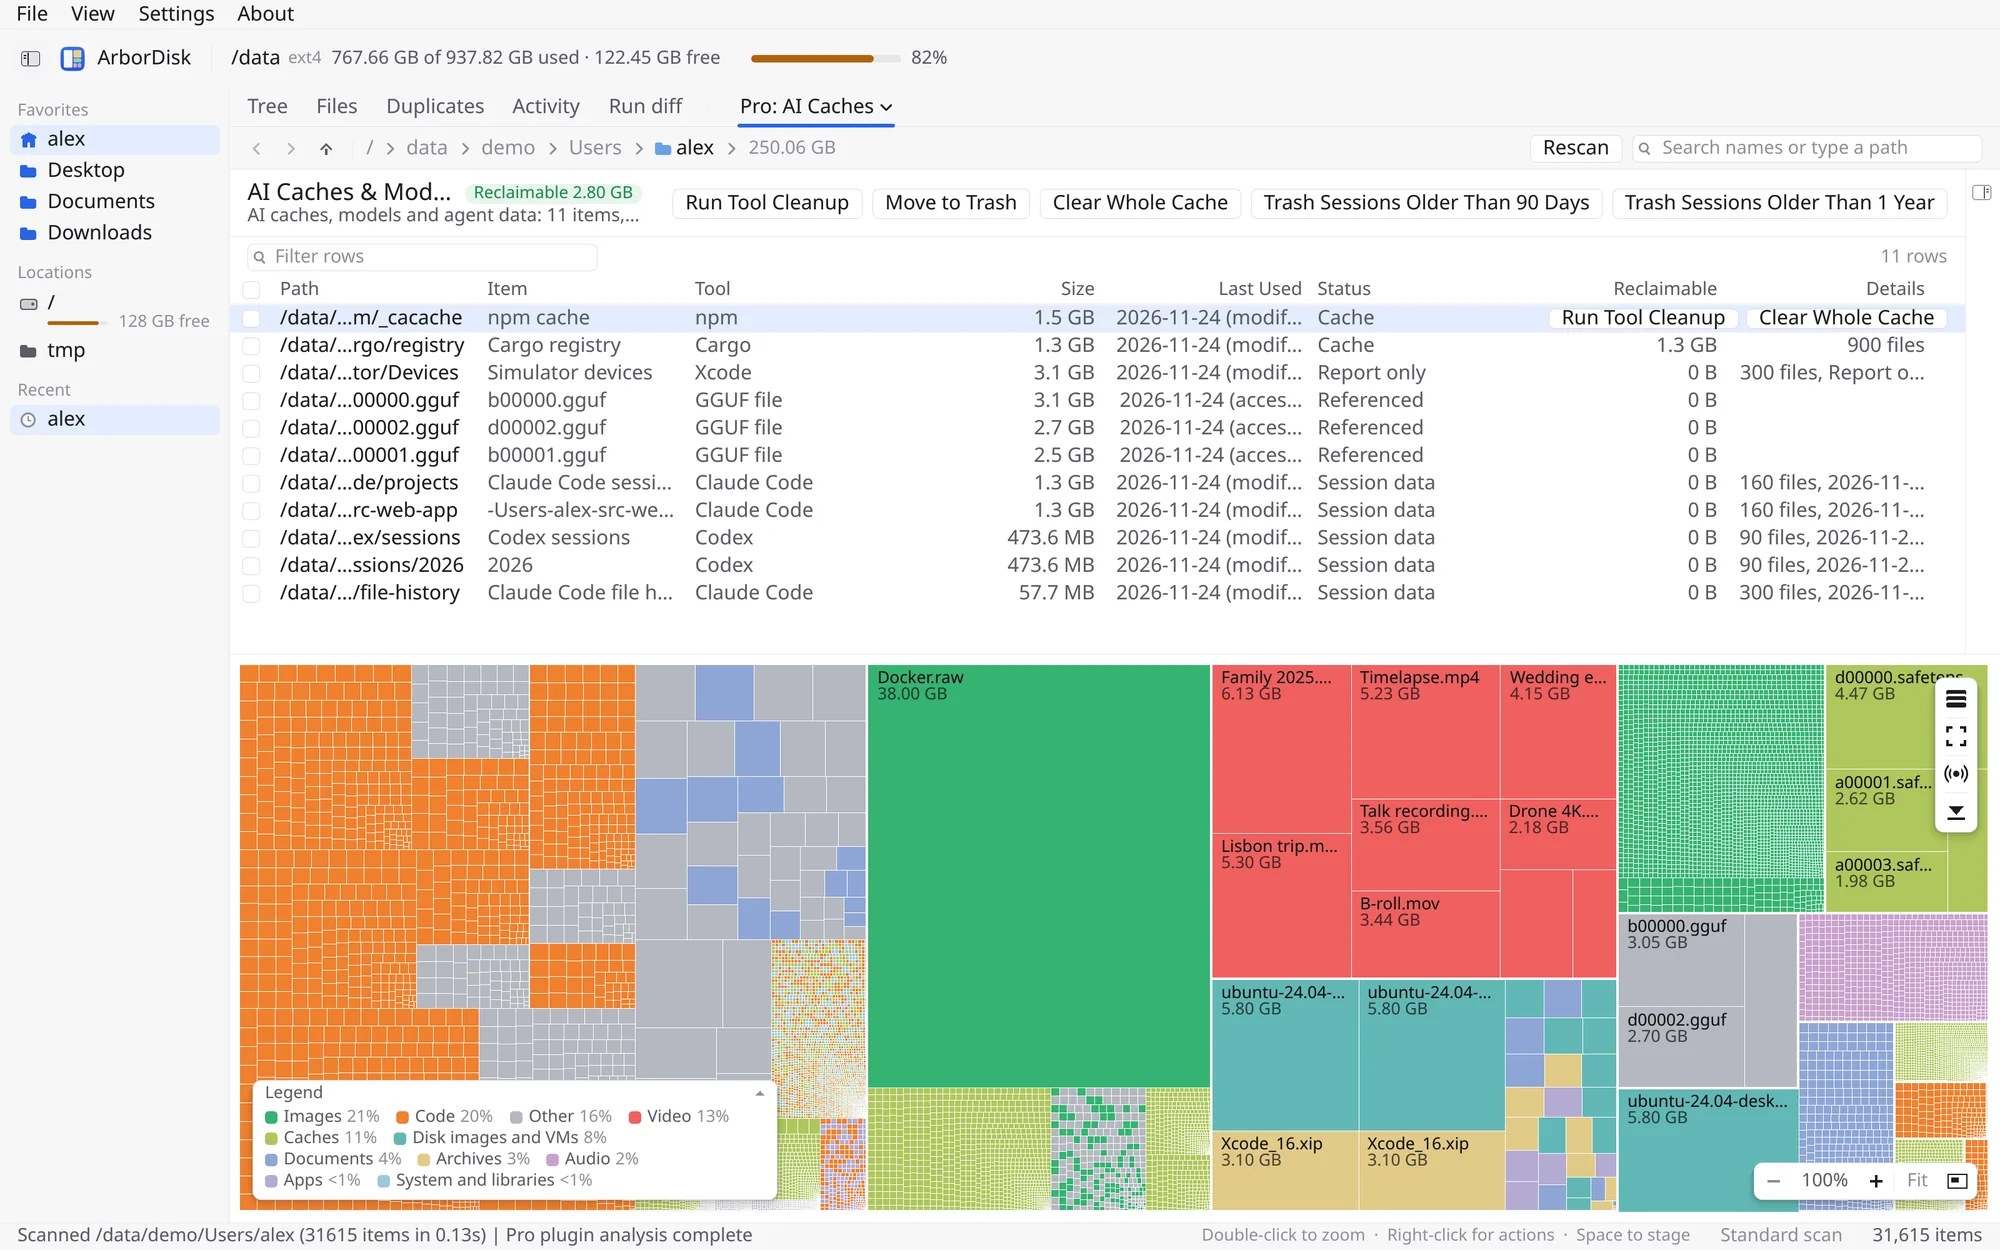 File View Settings About
ArborDisk /data ext4 767.66 GB of 937.82 GB used · 122.45 GB free 82%
Favorites
alex
Desktop
Documents
Downloads
Locations
/
128 GB free
tmp
Recent
alex
Tree Files Duplicates Activity Run diff Pro: AI Caches
/ data demo Users alex 250.06 GB
Rescan Search names or type a path
AI Caches & Mod... Reclaimable 2.80 GB
AI caches, models and agent data: 11 items,...
Run Tool Cleanup Move to Trash Clear Whole Cache Trash Sessions Older Than 90 Days Trash Sessions Older Than 1 Year
Filter rows 11 rows
Path Item Tool Size Last Used Status Reclaimable Details
/data/...m/_cacache npm cache npm 1.5 GB 2026-11-24 (modif... Cache Run Tool Cleanup Clear Whole Cache
/data/...rgo/registry Cargo registry Cargo 1.3 GB 2026-11-24 (modif... Cache 1.3 GB 900 files
/data/...tor/Devices Simulator devices Xcode 3.1 GB 2026-11-24 (modif... Report only 0 B 300 files, Report o...
/data/...00000.gguf b00000.gguf GGUF file 3.1 GB 2026-11-24 (acces... Referenced 0 B
/data/...00002.gguf d00002.gguf GGUF file 2.7 GB 2026-11-24 (acces... Referenced 0 B
/data/...00001.gguf b00001.gguf GGUF file 2.5 GB 2026-11-24 (acces... Referenced 0 B
/data/...de/projects Claude Code sessi... Claude Code 1.3 GB 2026-11-24 (modif... Session data 0 B 160 files, 2026-11-...
/data/...rc-web-app -Users-alex-src-we... Claude Code 1.3 GB 2026-11-24 (modif... Session data 0 B 160 files, 2026-11-...
/data/...ex/sessions Codex sessions Codex 473.6 MB 2026-11-24 (modif... Session data 0 B 90 files, 2026-11-2...
/data/...ssions/2026 2026 Codex 473.6 MB 2026-11-24 (modif... Session data 0 B 90 files, 2026-11-2...
/data/.../file-history Claude Code file h... Claude Code 57.7 MB 2026-11-24 (modif... Session data 0 B 300 files, 2026-11-...
Docker.raw
38.00 GB
Family 2025....
6.13 GB
Timelapse.mp4
5.23 GB
Wedding e...
4.15 GB
Talk recording....
3.56 GB
Drone 4K....
2.18 GB
Lisbon trip.m...
5.30 GB
B-roll.mov
3.44 GB
d00000.safetens
4.47 GB
a00001.saf...
2.62 GB
a00003.saf...
1.98 GB
b00000.gguf
3.05 GB
d00002.gguf
2.70 GB
ubuntu-24.04-...
5.80 GB
ubuntu-24.04-...
5.80 GB
ubuntu-24.04-desk...
5.80 GB
Xcode_16.xip
3.10 GB
Xcode_16.xip
3.10 GB
Legend
Images 21% Code 20% Other 16% Video 13%
Caches 11% Disk images and VMs 8%
Documents 4% Archives 3% Audio 2%
Apps <1% System and libraries <1%
− 100% + Fit
Scanned /data/demo/Users/alex (31615 items in 0.13s) | Pro plugin analysis complete
Double-click to zoom · Right-click for actions · Space to stage Standard scan 31,615 items